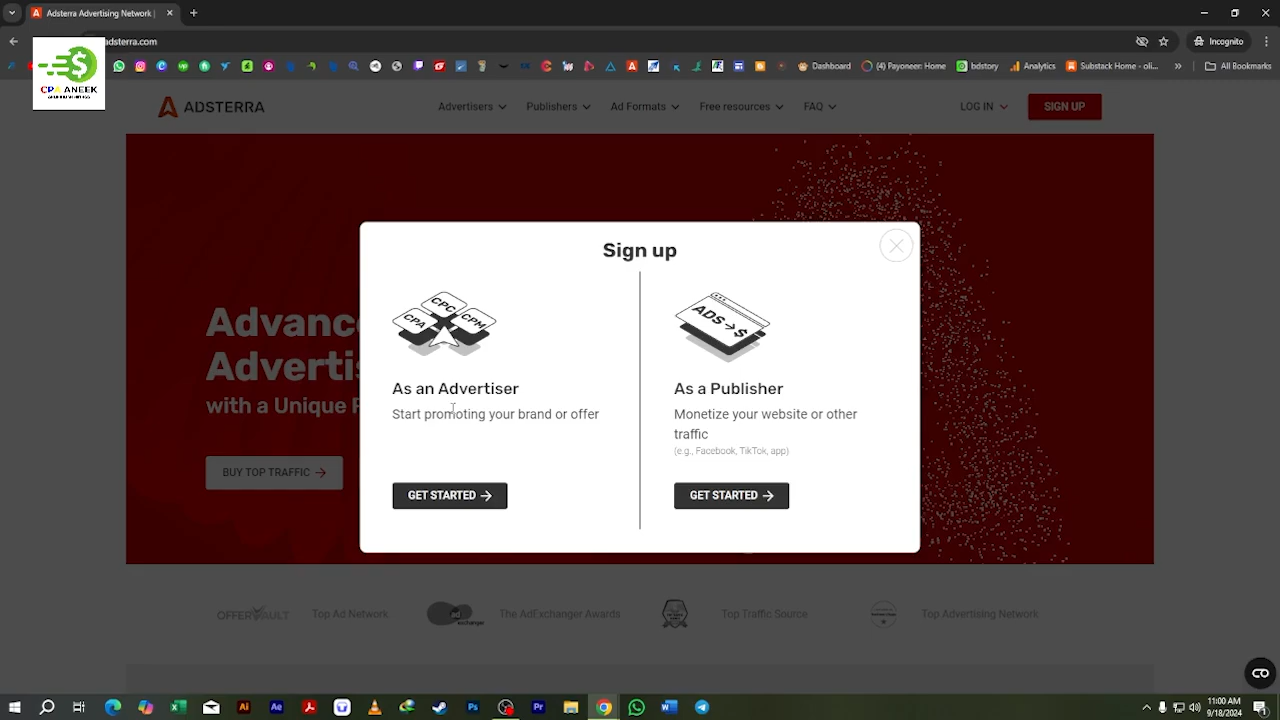 Adsterra Advertising Network |
adsterra.com
Incognito
Dashboard
(4) Payoneer: Home
bdstory
Analytics
Substack Home - oli...
All Bookmarks
CPA ANEEK
ADSTERRA
Advertisers
Publishers
Ad Formats
Free resources
FAQ
LOG IN
SIGN UP
Sign up
CPA
CPC
CPM
ADS → $
As an Advertiser
Start promoting your brand or offer
GET STARTED →
As a Publisher
Monetize your website or other
traffic
(e.g., Facebook, TikTok, app)
GET STARTED →
Advanc
Advertis
with a Unique
BUY TOP TRAFFIC →
OFFERVAULT
Top Ad Network
ad
exchanger
The AdExchanger Awards
Top Traffic Source
Top Advertising Network
11:00 AM
9/18/2024